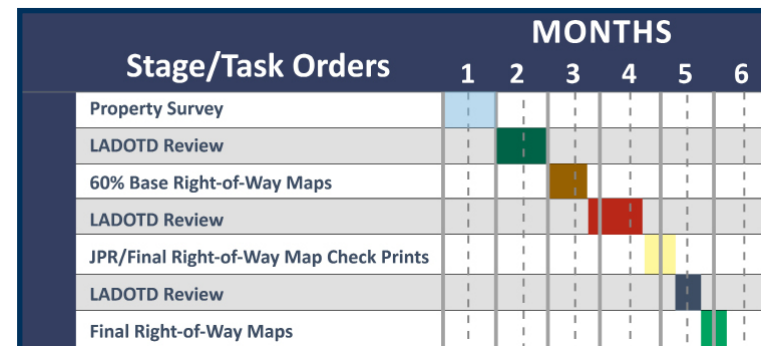 MONTHS
Stage/Task Orders 1 2 3 4 5 6
Property Survey
LADOTD Review
60% Base Right-of-Way Maps
LADOTD Review
JPR/Final Right-of-Way Map Check Prints
LADOTD Review
Final Right-of-Way Maps